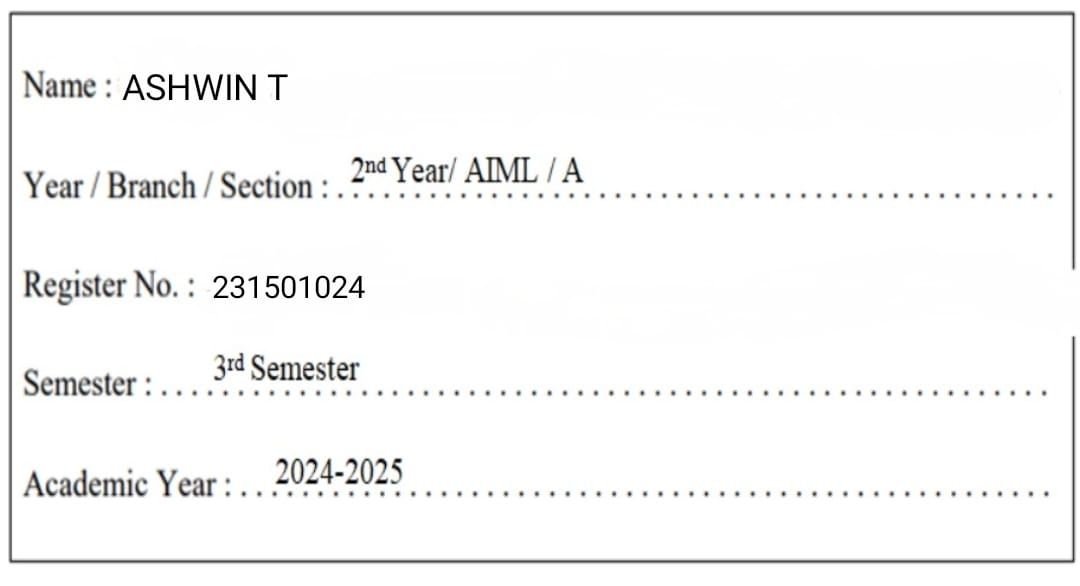 Name : ASHWIN T
Year / Branch / Section : . 2nd Year/ AIML / A . . . . . . . . . . . . . . . . . . . . . . . . . . . . . .
Register No. : 231501024
Semester : . . . . 3rd Semester . . . . . . . . . . . . . . . . . . . . . . . . . . . . . . . . . . . . . . . . . . . .
Academic Year : . . . 2024-2025 . . . . . . . . . . . . . . . . . . . . . . . . . . . . . . . . . . . . . . . . . .